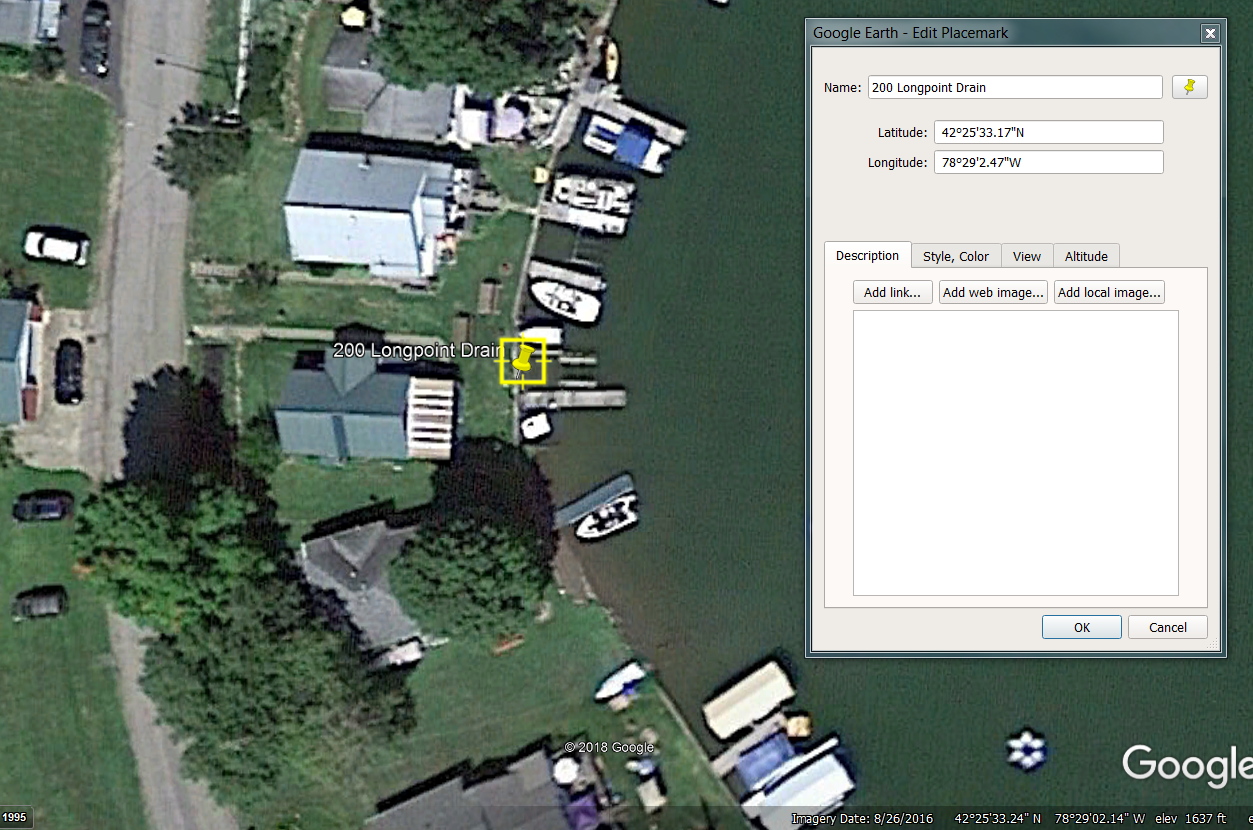 Google Earth - Edit Placemark
Name: 200 Longpoint Drain
Latitude: 42°25'33.17"N
Longitude: 78°29'2.47"W
Description Style, Color View Altitude
Add link... Add web image... Add local image...
200 Longpoint Drain
OK Cancel
© 2018 Google
Google
1995
Imagery Date: 8/26/2016 42°25'33.24" N 78°29'02.14" W elev 1637 ft